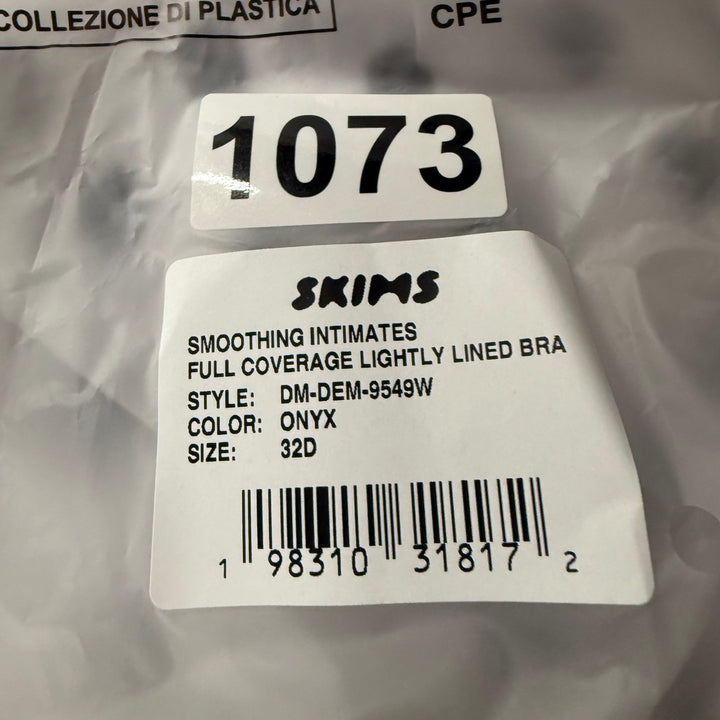 COLLEZIONE DI PLASTICA
CPE
1073
SKIMS
SMOOTHING INTIMATES
FULL COVERAGE LIGHTLY LINED BRA
STYLE: DM-DEM-9549W
COLOR: ONYX
SIZE: 32D
1 98310 31817 2